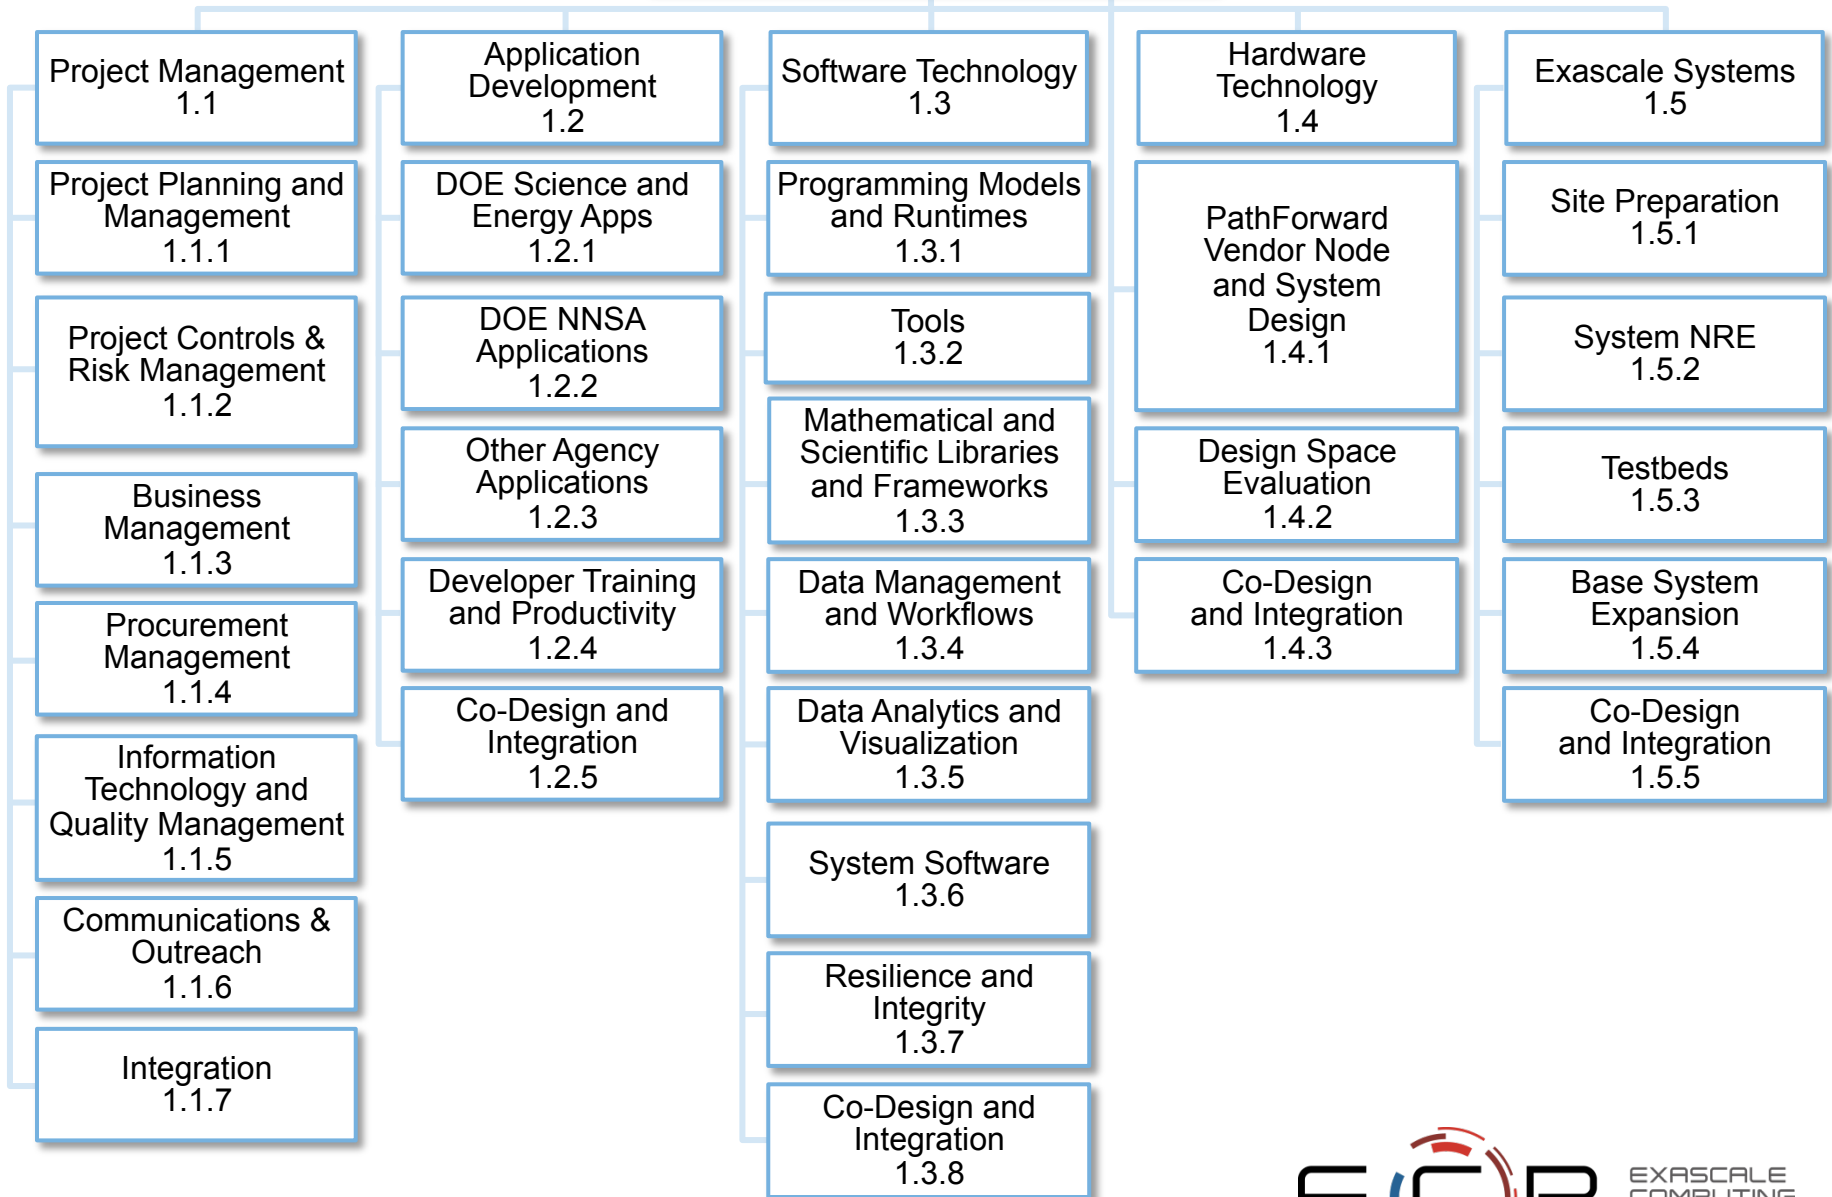 Project Management
1.1
Project Planning and
Management
1.1.1
Project Controls &
Risk Management
1.1.2
Business
Management
1.1.3
Procurement
Management
1.1.4
Information
Technology and
Quality Management
1.1.5
Communications &
Outreach
1.1.6
Integration
1.1.7
Application
Development
1.2
DOE Science and
Energy Apps
1.2.1
DOE NNSA
Applications
1.2.2
Other Agency
Applications
1.2.3
Developer Training
and Productivity
1.2.4
Co-Design and
Integration
1.2.5
Software Technology
1.3
Programming Models
and Runtimes
1.3.1
Tools
1.3.2
Mathematical and
Scientific Libraries
and Frameworks
1.3.3
Data Management
and Workflows
1.3.4
Data Analytics and
Visualization
1.3.5
System Software
1.3.6
Resilience and
Integrity
1.3.7
Co-Design and
Integration
1.3.8
Hardware
Technology
1.4
PathForward
Vendor Node
and System
Design
1.4.1
Design Space
Evaluation
1.4.2
Co-Design
and Integration
1.4.3
Exascale Systems
1.5
Site Preparation
1.5.1
System NRE
1.5.2
Testbeds
1.5.3
Base System
Expansion
1.5.4
Co-Design
and Integration
1.5.5
ECP
EXASCALE
COMPUTING